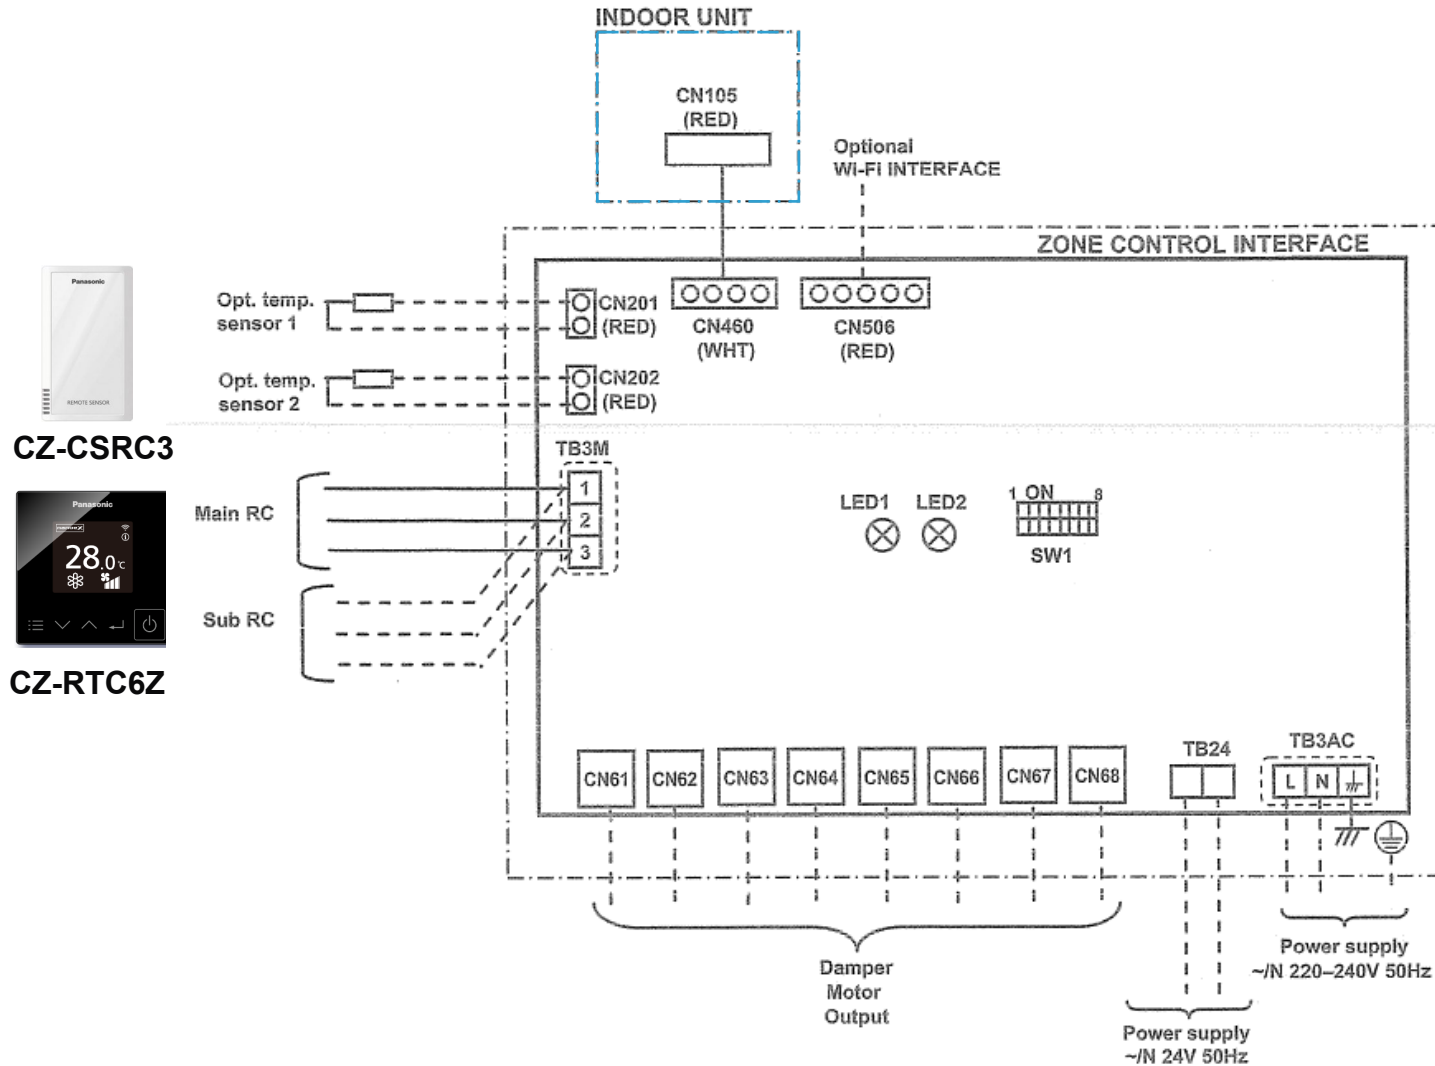 INDOOR UNIT
CN105
(RED)
Optional
WI-FI INTERFACE
ZONE CONTROL INTERFACE
Panasonic
REMOTE SENSOR
CZ-CSRC3
Opt. temp.
sensor 1
CN201
(RED)
CN460
(WHT)
CN506
(RED)
Opt. temp.
sensor 2
CN202
(RED)
TB3M
1
2
3
Main RC
Sub RC
Panasonic
28.0℃
CZ-RTC6Z
LED1
LED2
1 ON 8
SW1
CN61
CN62
CN63
CN64
CN65
CN66
CN67
CN68
TB24
TB3AC
L N
Damper
Motor
Output
Power supply
~/N 24V 50Hz
Power supply
~/N 220–240V 50Hz